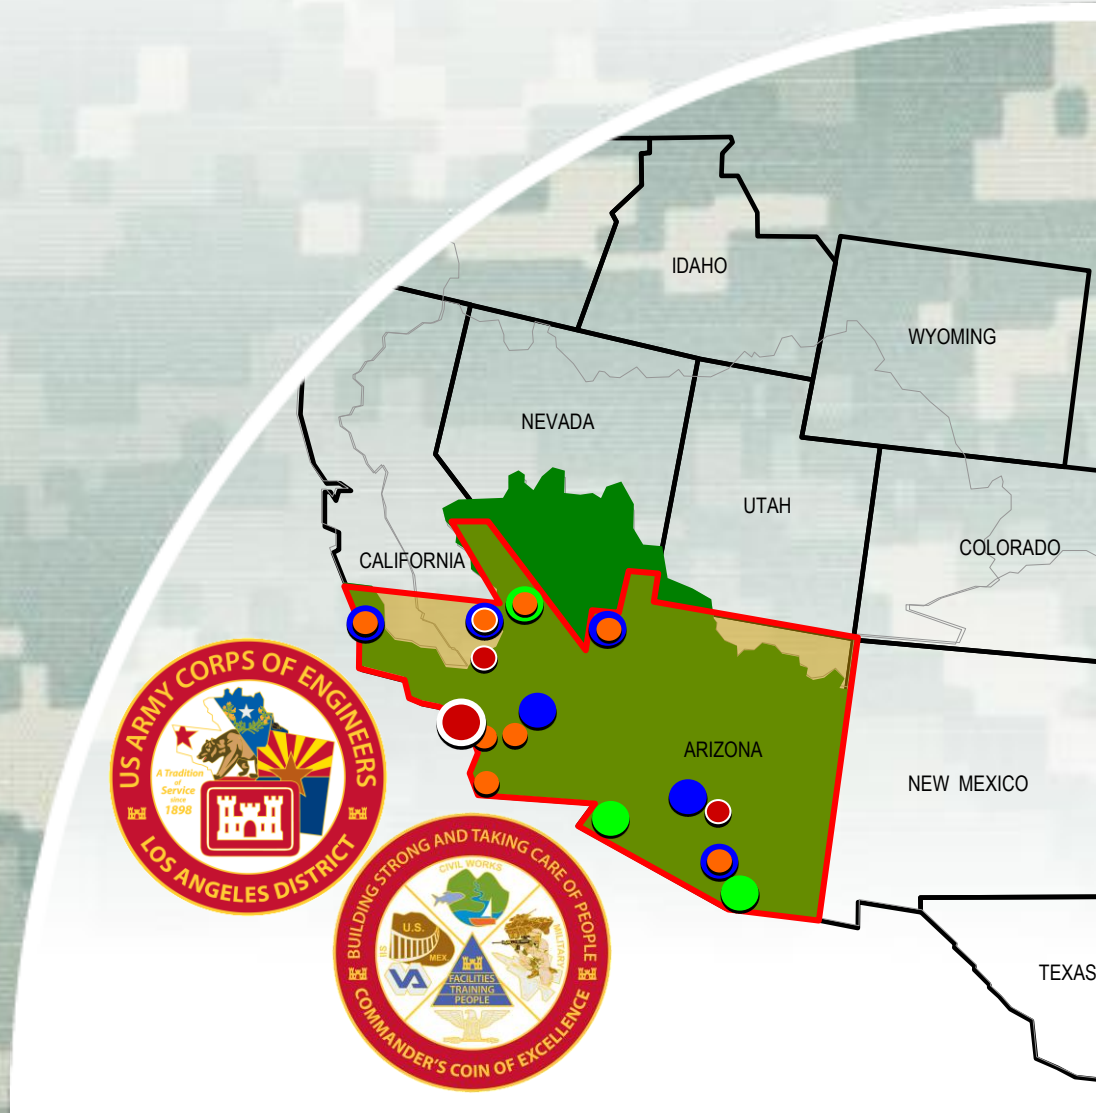 IDAHO
WYOMING
NEVADA
UTAH
COLORADO
CALIFORNIA
ARIZONA
NEW MEXICO
TEXAS
US ARMY CORPS OF ENGINEERS
A Tradition
of
Service
since
1898
LOS ANGELES DISTRICT
BUILDING STRONG AND TAKING CARE OF PEOPLE
CIVIL WORKS
U.S.
MEX.
IIS
MILITARY
VA
FACILITIES
TRAINING
PEOPLE
COMMANDER'S COIN OF EXCELLENCE